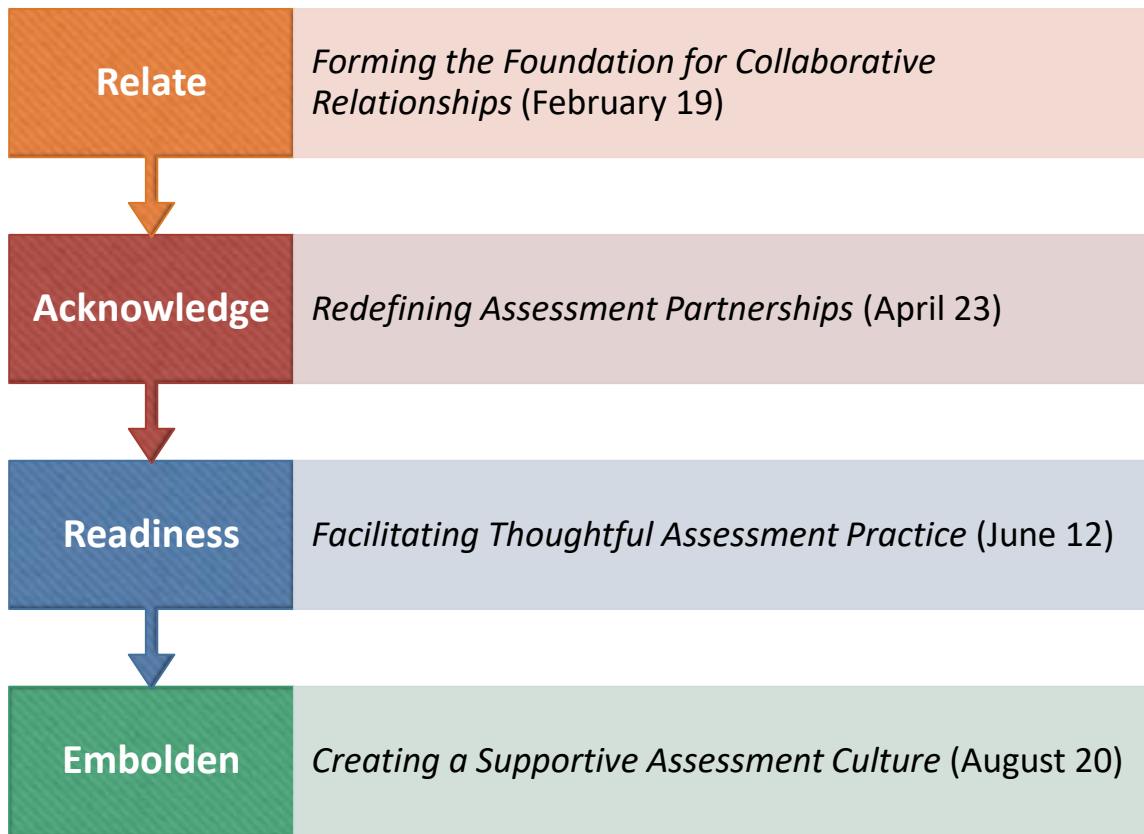 Relate
Forming the Foundation for Collaborative
Relationships (February 19)
Acknowledge
Redefining Assessment Partnerships (April 23)
Readiness
Facilitating Thoughtful Assessment Practice (June 12)
Embolden
Creating a Supportive Assessment Culture (August 20)